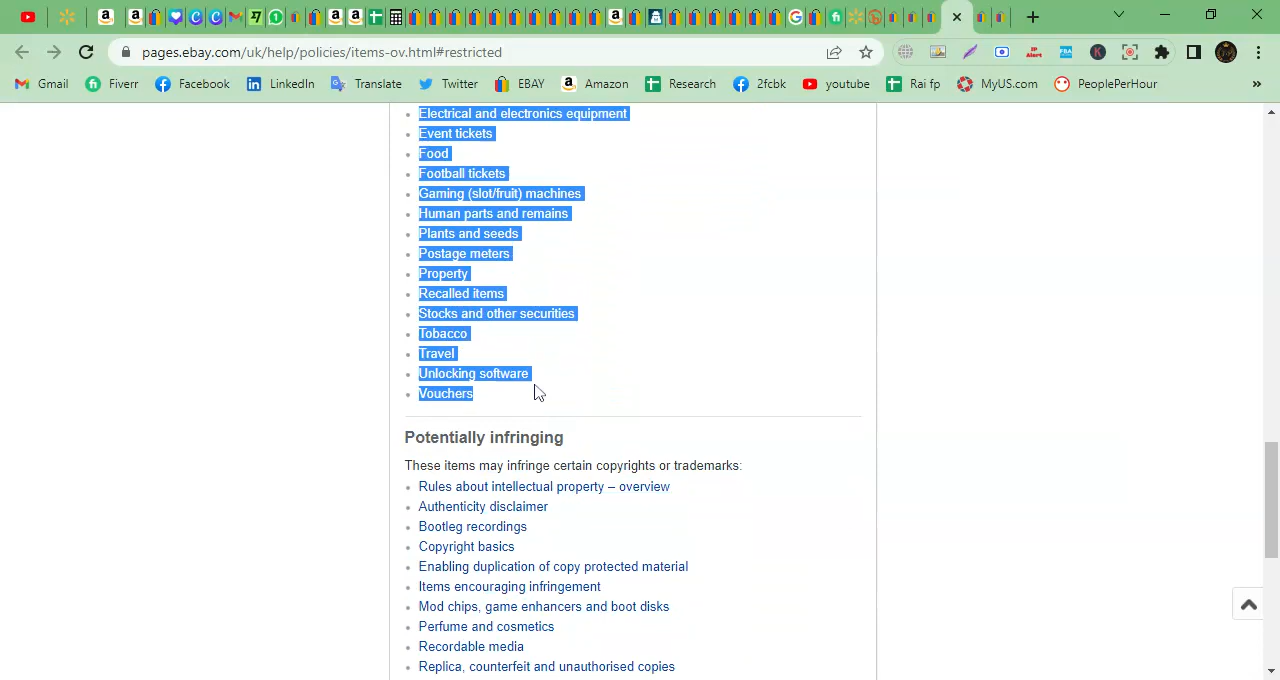 pages.ebay.com/uk/help/policies/items-ov.html#restricted
Gmail
Fiverr
Facebook
LinkedIn
Translate
Twitter
EBAY
Amazon
Research
2fcbk
youtube
Rai fp
MyUS.com
PeoplePerHour
»
Electrical and electronics equipment
Event tickets
Food
Football tickets
Gaming (slot/fruit) machines
Human parts and remains
Plants and seeds
Postage meters
Property
Recalled items
Stocks and other securities
Tobacco
Travel
Unlocking software
Vouchers
Potentially infringing
These items may infringe certain copyrights or trademarks:
Rules about intellectual property – overview
Authenticity disclaimer
Bootleg recordings
Copyright basics
Enabling duplication of copy protected material
Items encouraging infringement
Mod chips, game enhancers and boot disks
Perfume and cosmetics
Recordable media
Replica, counterfeit and unauthorised copies